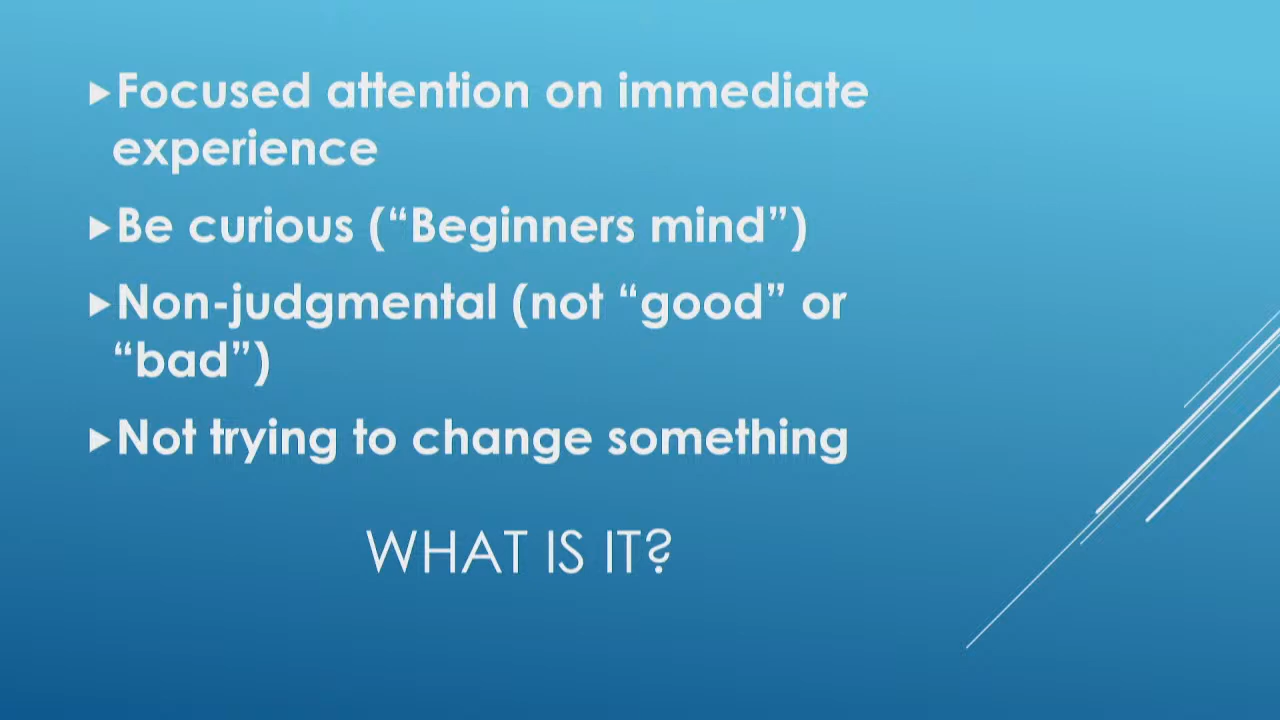 ▶Focused attention on immediate
experience
▶Be curious (“Beginners mind”)
▶Non-judgmental (not “good” or
“bad”)
▶Not trying to change something
WHAT IS IT?